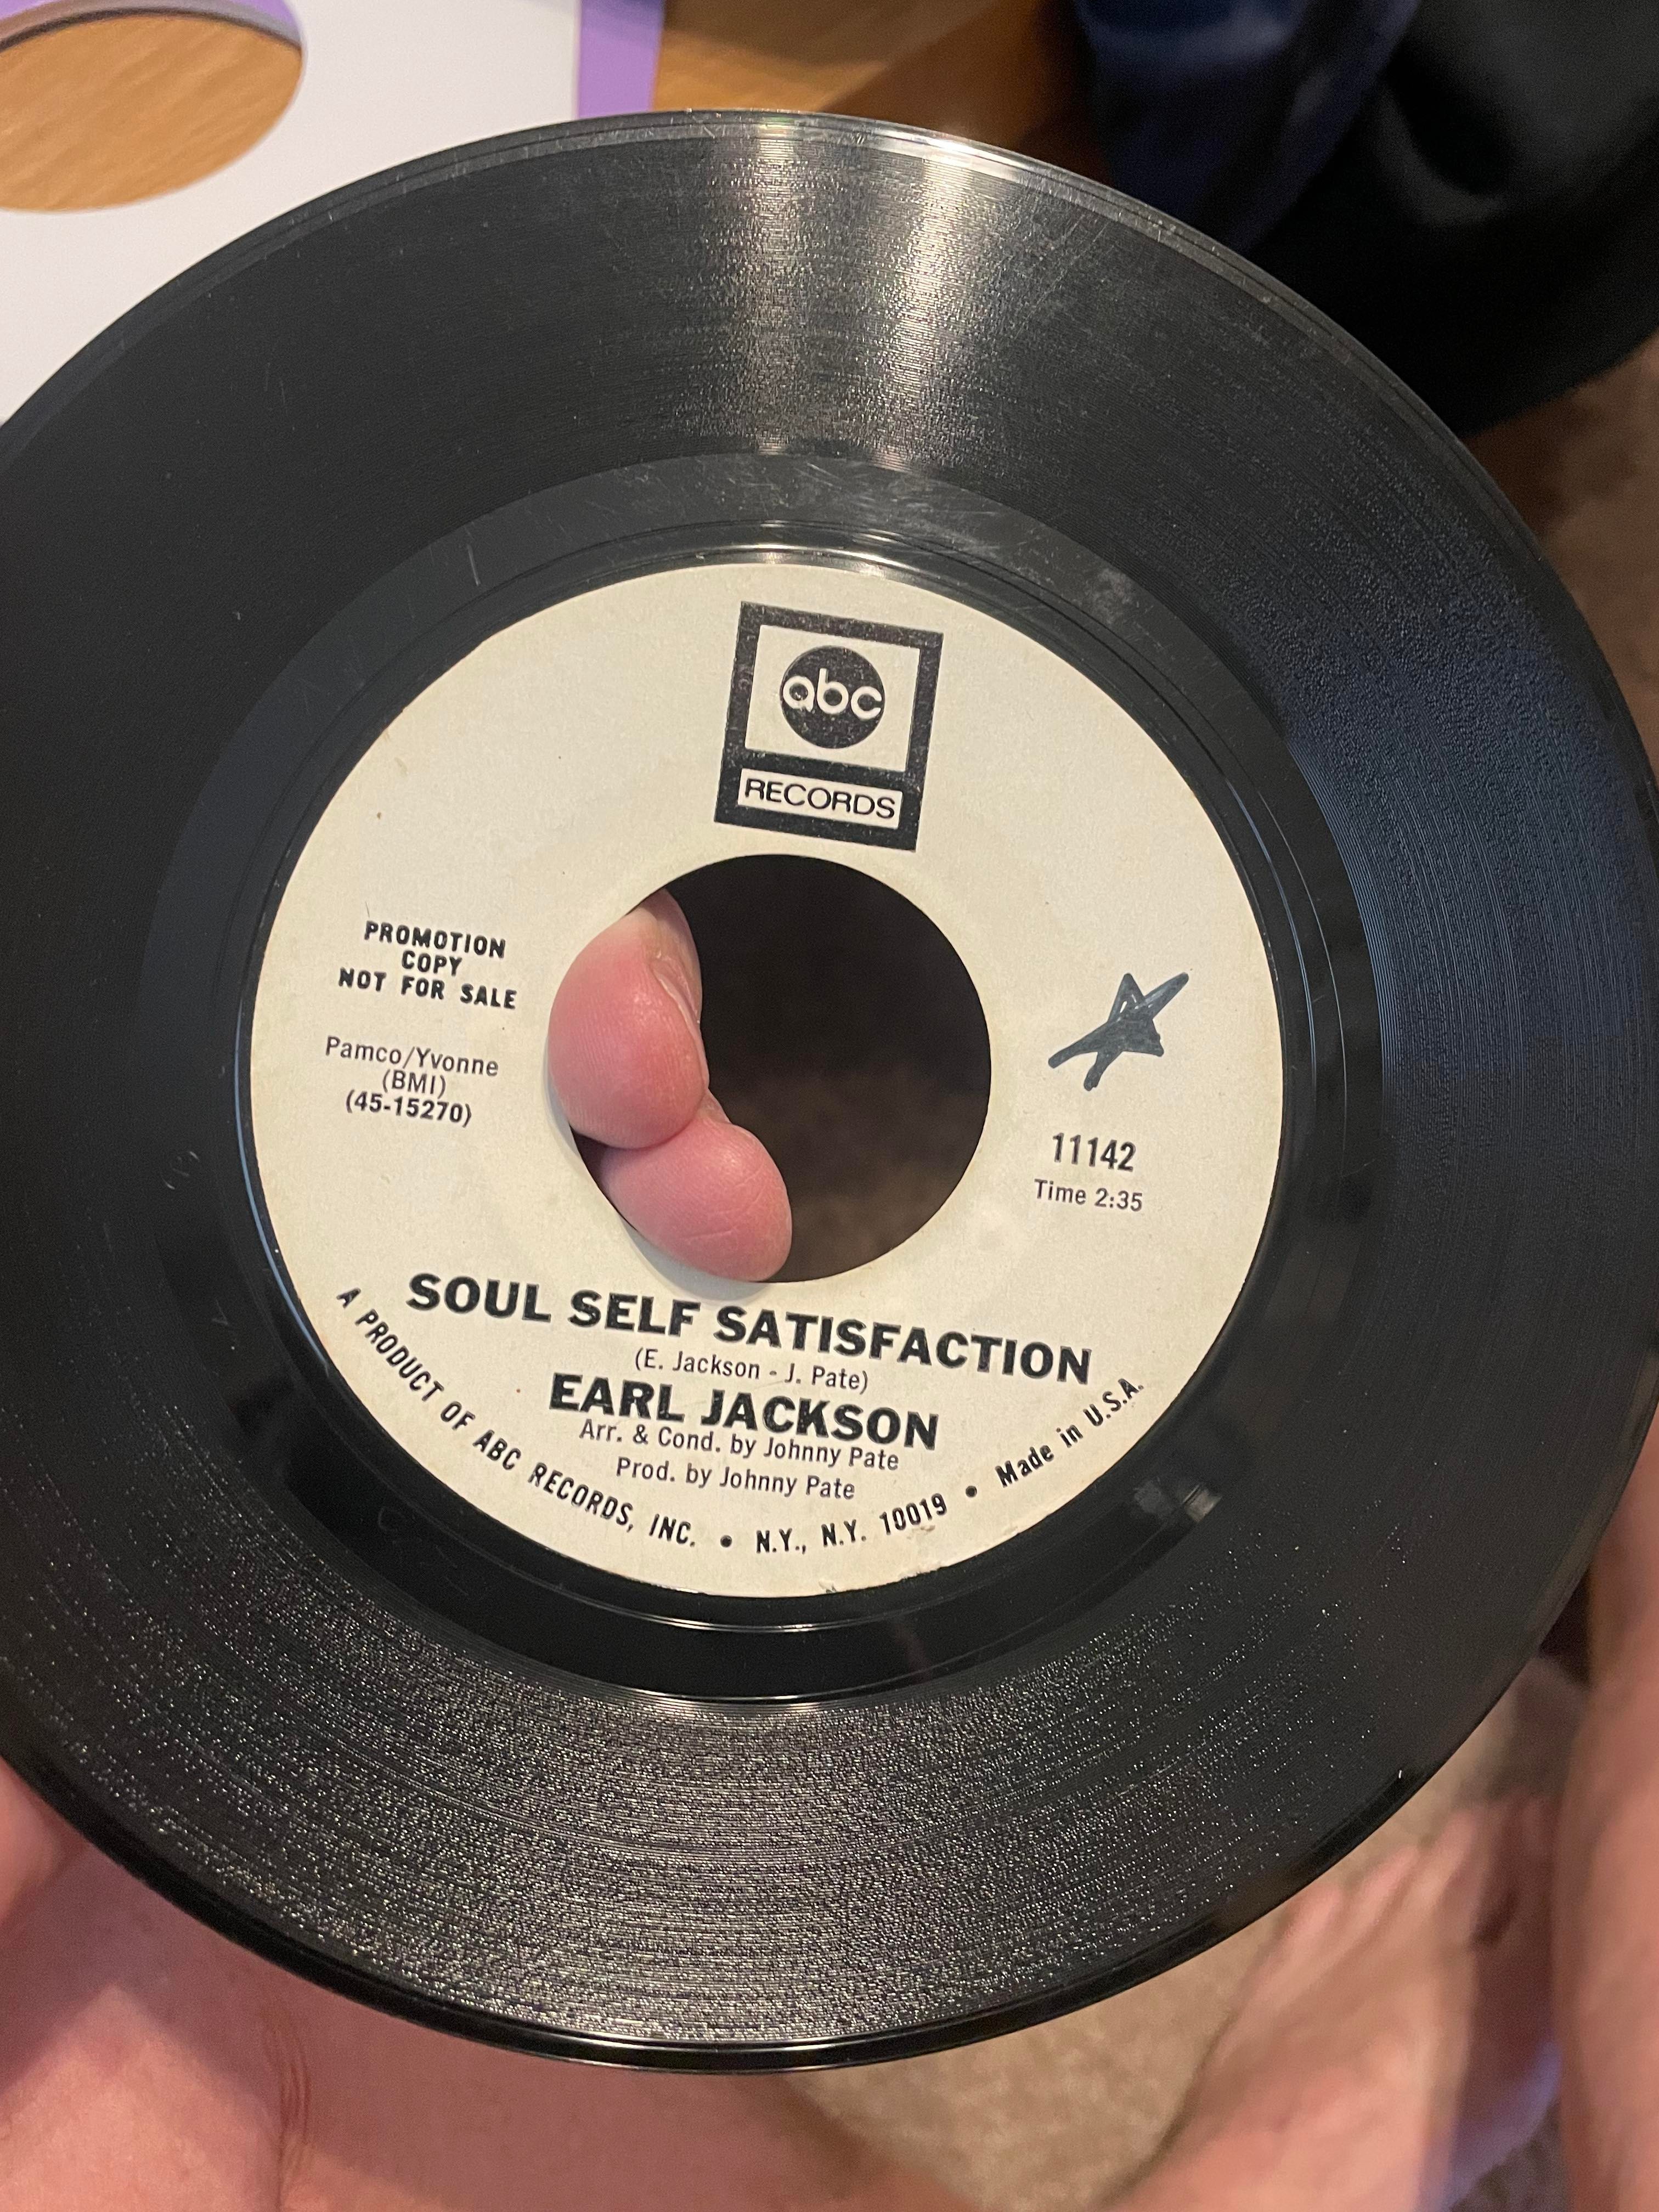 abc
RECORDS
PROMOTION
COPY
NOT FOR SALE
Pamco/Yvonne
(BMI)
(45-15270)
11142
Time 2:35
SOUL SELF SATISFACTION
(E. Jackson - J. Pate)
EARL JACKSON
Arr. & Cond. by Johnny Pate
Prod. by Johnny Pate
A PRODUCT OF ABC RECORDS, INC. • N.Y., N.Y. 10019 • Made in U.S.A.